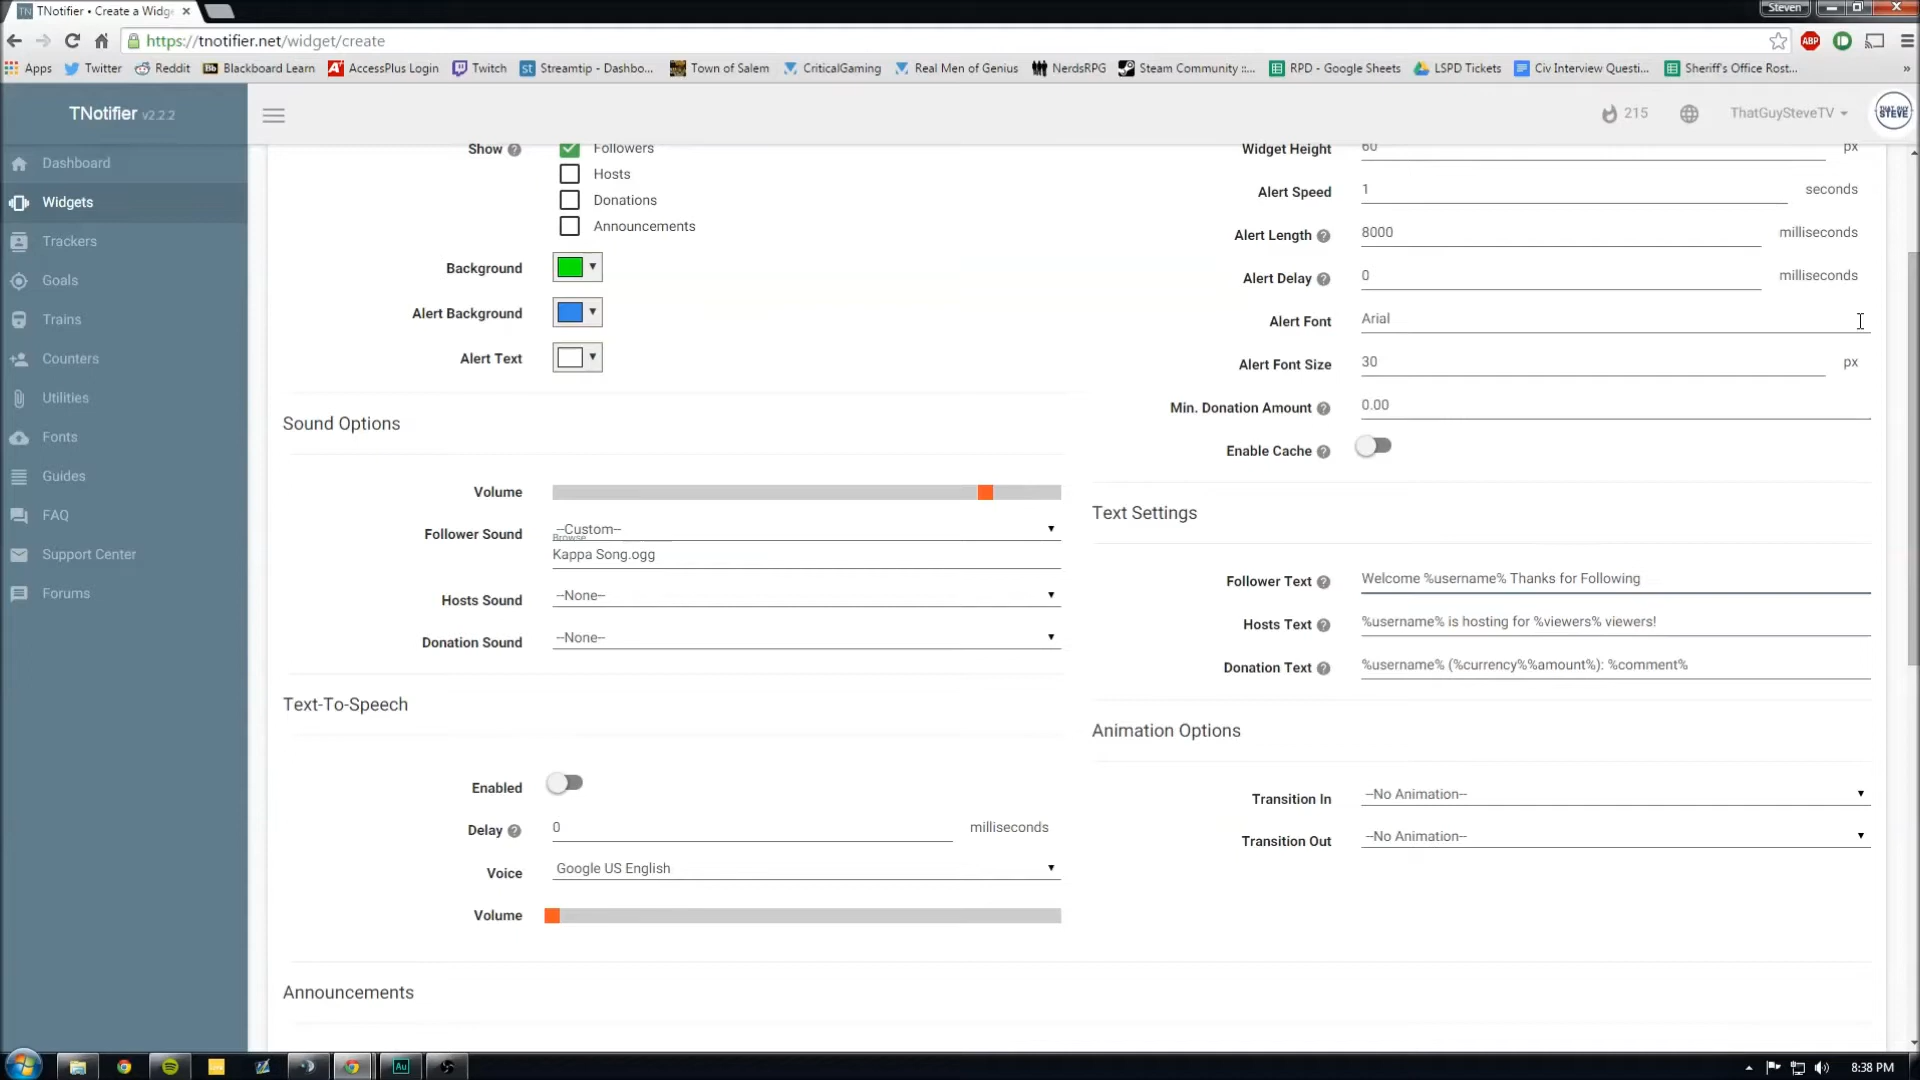 TNotifier • Create a Widg
Steven
https://tnotifier.net/widget/create
ABP
Apps Twitter Reddit Blackboard Learn AccessPlus Login Twitch Streamtip - Dashbo... Town of Salem CriticalGaming Real Men of Genius NerdsRPG Steam Community ::... RPD - Google Sheets LSPD Tickets Civ Interview Questi... Sheriff's Office Rost... »
TNotifier v2.2.2
215
ThatGuySteveTV
THAT GUY STEVE
Dashboard
Widgets
Trackers
Goals
Trains
Counters
Utilities
Fonts
Guides
FAQ
Support Center
Forums
Show
Followers
Hosts
Donations
Announcements
Background
Alert Background
Alert Text
Sound Options
Volume
Follower Sound --Custom--
Browse
Kappa Song.ogg
Hosts Sound --None--
Donation Sound --None--
Text-To-Speech
Enabled
Delay 0 milliseconds
Voice Google US English
Volume
Announcements
Widget Height 60 px
Alert Speed 1 seconds
Alert Length 8000 milliseconds
Alert Delay 0 milliseconds
Alert Font Arial
Alert Font Size 30 px
Min. Donation Amount 0.00
Enable Cache
Text Settings
Follower Text Welcome %username% Thanks for Following
Hosts Text %username% is hosting for %viewers% viewers!
Donation Text %username% (%currency%%amount%): %comment%
Animation Options
Transition In --No Animation--
Transition Out --No Animation--
Au
8:38 PM